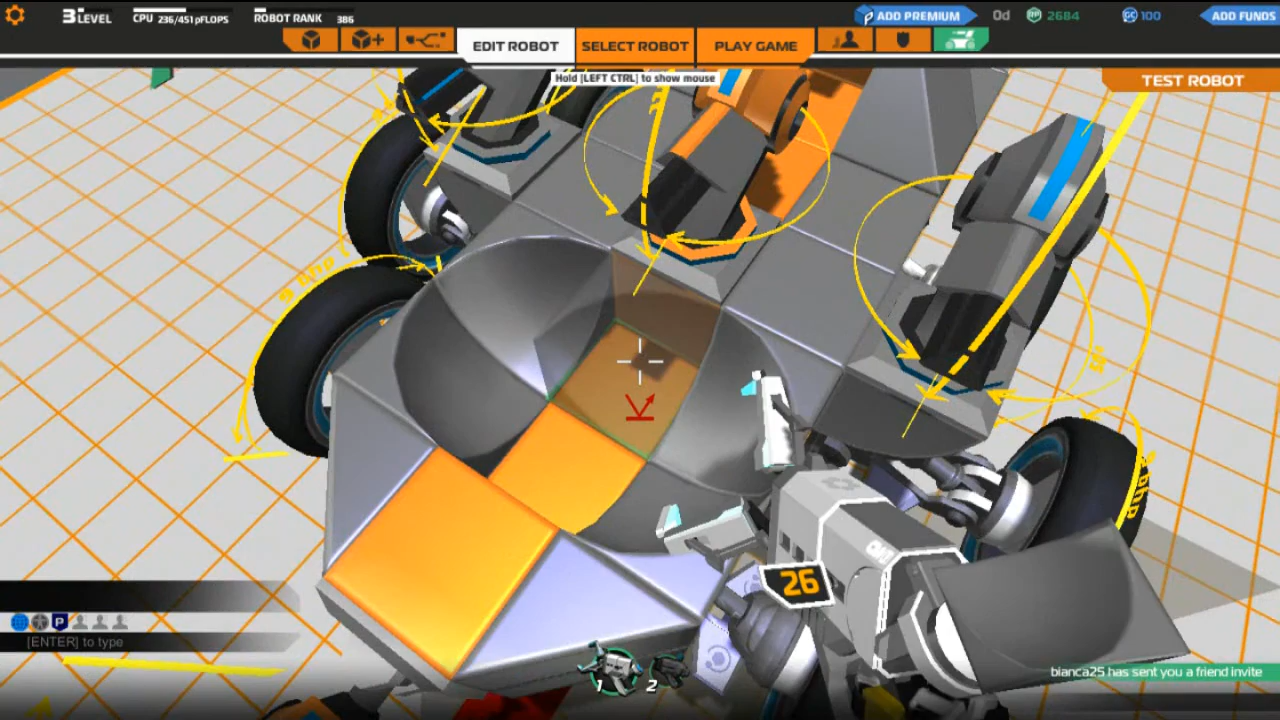 3 LEVEL
CPU 236/451 pFLOPS
ROBOT RANK 386
ADD PREMIUM
0d
2684
GC 100
ADD FUNDS
EDIT ROBOT
SELECT ROBOT
PLAY GAME
Hold [LEFT CTRL] to show mouse
TEST ROBOT
26
P
[ENTER] to type
1
2
bianca25 has sent you a friend invite